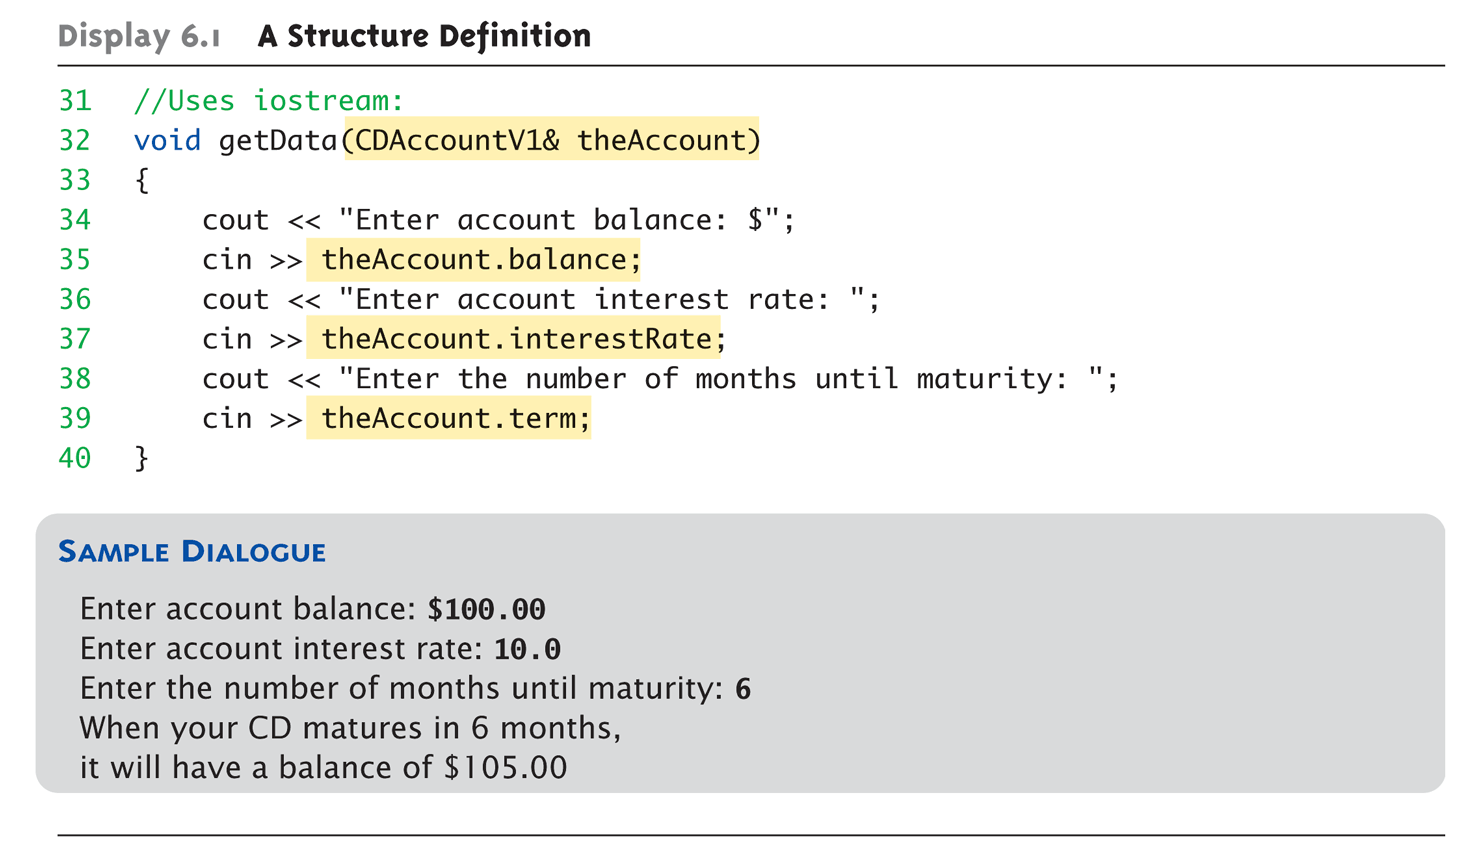 Display 6.1 A Structure Definition
31 //Uses iostream:
32 void getData(CDAccountV1& theAccount)
33 {
34 cout << "Enter account balance: $";
35 cin >> theAccount.balance;
36 cout << "Enter account interest rate: ";
37 cin >> theAccount.interestRate;
38 cout << "Enter the number of months until maturity: ";
39 cin >> theAccount.term;
40 }
SAMPLE DIALOGUE
Enter account balance: $100.00
Enter account interest rate: 10.0
Enter the number of months until maturity: 6
When your CD matures in 6 months,
it will have a balance of $105.00